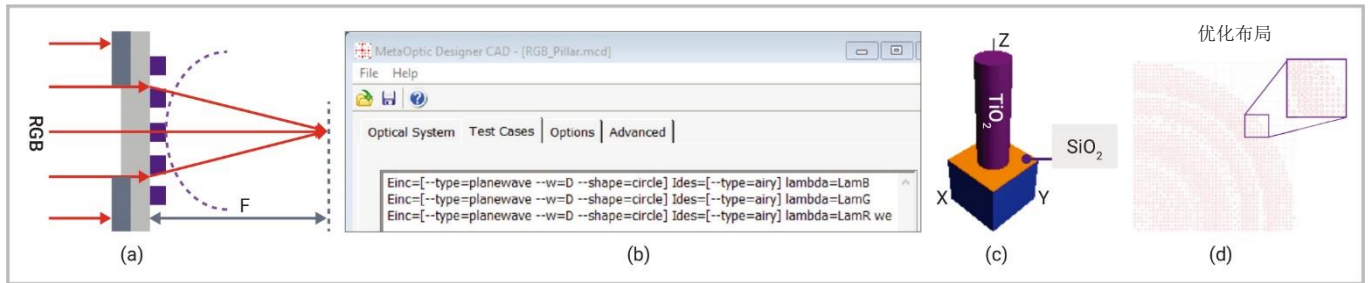 RGB
F
(a)
MetaOptic Designer CAD - [RGB_Pillar.mcd]
File Help
Optical System Test Cases Options Advanced
Einc=[--type=planewave --w=D --shape=circle] Ides=[--type=airy] lambda=LamB
Einc=[--type=planewave --w=D --shape=circle] Ides=[--type=airy] lambda=LamG
Einc=[--type=planewave --w=D --shape=circle] Ides=[--type=airy] lambda=LamR we
(b)
Z
TiO₂
SiO₂
X
Y
(c)
优化布局
(d)